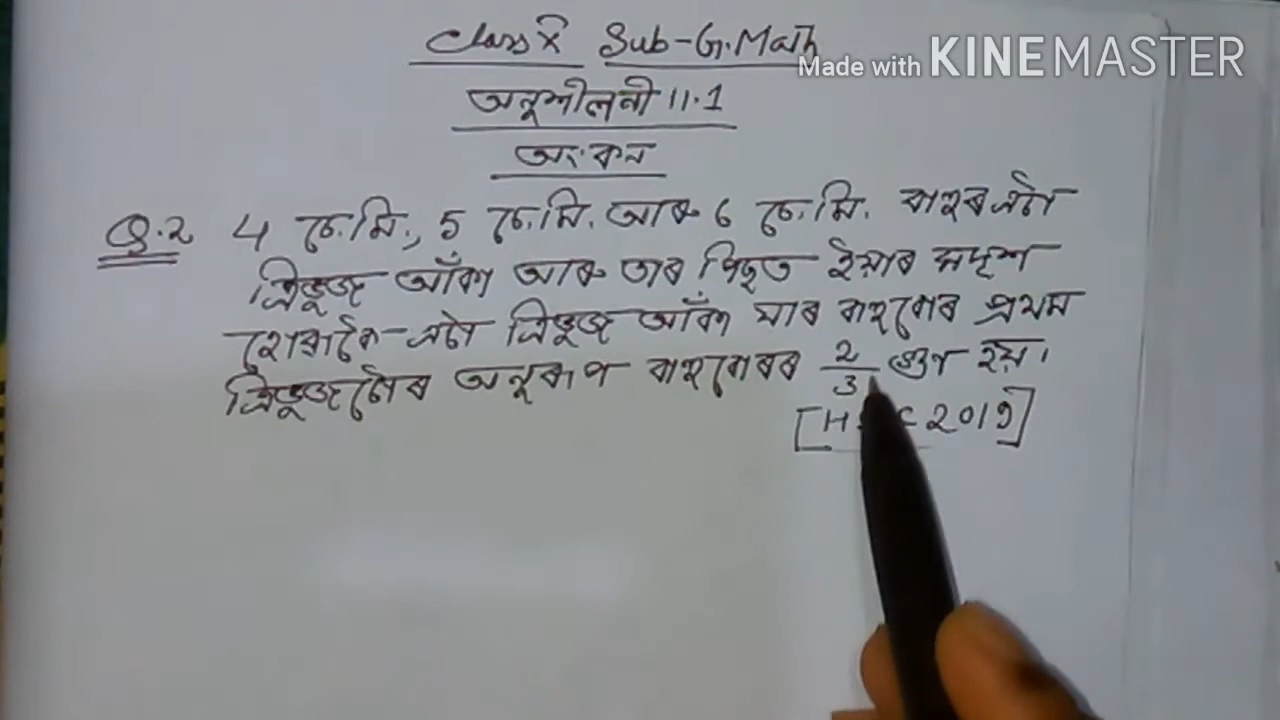 Class X Sub-G.Math
Made with KINEMASTER
অনুশীলনী 11.1
অংকন
Q.2 4 চে.মি., 5 চে.মি. আৰু 6 চে.মি. বাহুৰ এটা
ত্ৰিভুজ আঁকা আৰু তাৰ পিছত ইয়াৰ সদৃশ
হোৱাকৈ এটা ত্ৰিভুজ আঁকা যাৰ বাহুবোৰ প্ৰথম
ত্ৰিভুজটোৰ অনুৰূপ বাহুবোৰৰ 2/3 গুণ হয়।
2019]